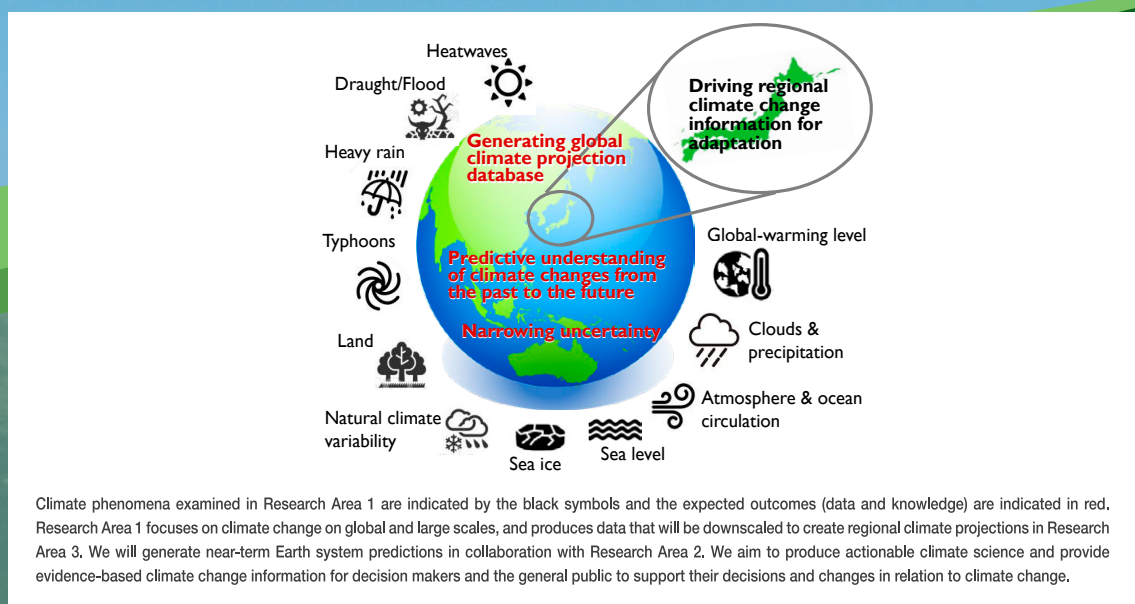 Heatwaves
Draught/Flood
Heavy rain
Typhoons
Land
Natural climate
variability
Sea ice
Sea level
Atmosphere & ocean
circulation
Clouds &
precipitation
Global-warming level
Driving regional
climate change
information for
adaptation
Generating global
climate projection
database
Predictive understanding
of climate changes from
the past to the future
Narrowing uncertainty
Climate phenomena examined in Research Area 1 are indicated by the black symbols and the expected outcomes (data and knowledge) are indicated in red.
Research Area 1 focuses on climate change on global and large scales, and produces data that will be downscaled to create regional climate projections in Research
Area 3. We will generate near-term Earth system predictions in collaboration with Research Area 2. We aim to produce actionable climate science and provide
evidence-based climate change information for decision makers and the general public to support their decisions and changes in relation to climate change.